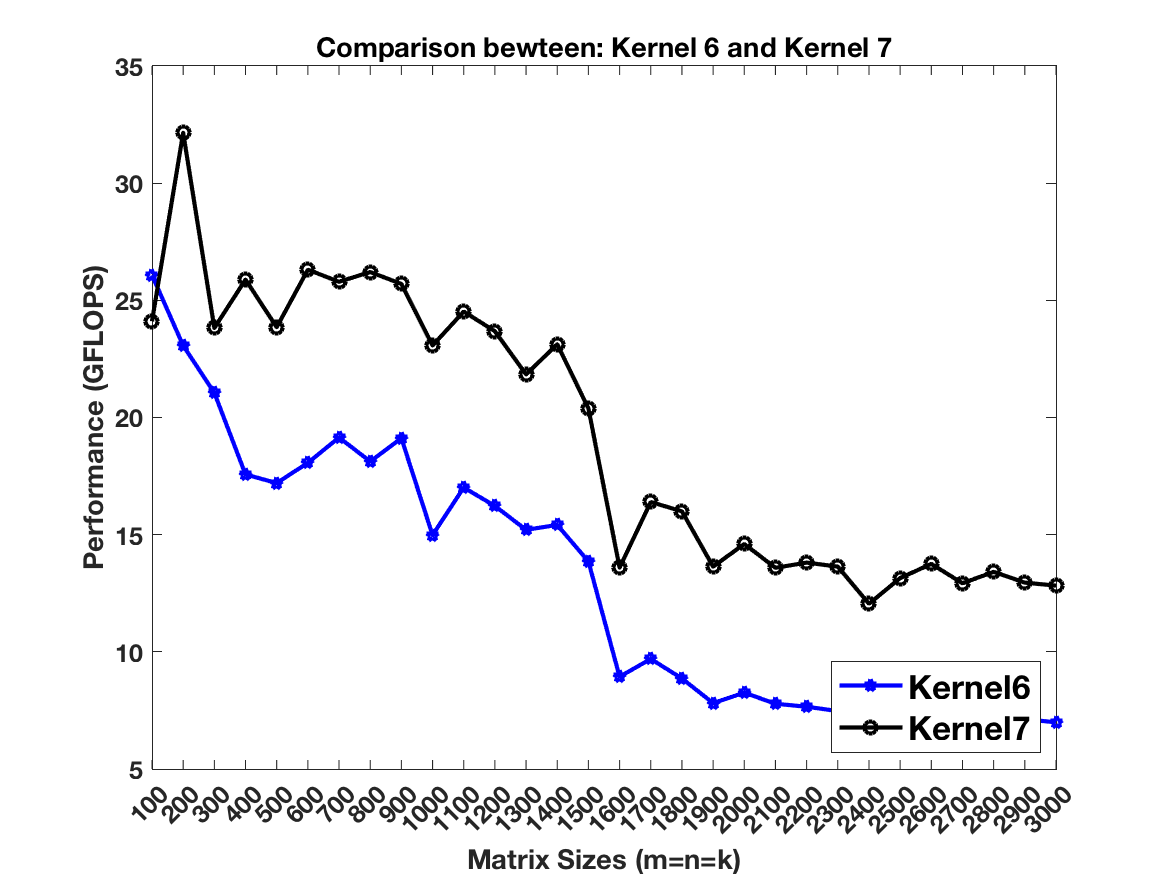 Comparison bewteen: Kernel 6 and Kernel 7
35
30
25
20
15
10
5
Performance (GFLOPS)
Kernel6
Kernel7
100 200 300 400 500 600 700 800 900 1000 1100 1200 1300 1400 1500 1600 1700 1800 1900 2000 2100 2200 2300 2400 2500 2600 2700 2800 2900 3000
Matrix Sizes (m=n=k)